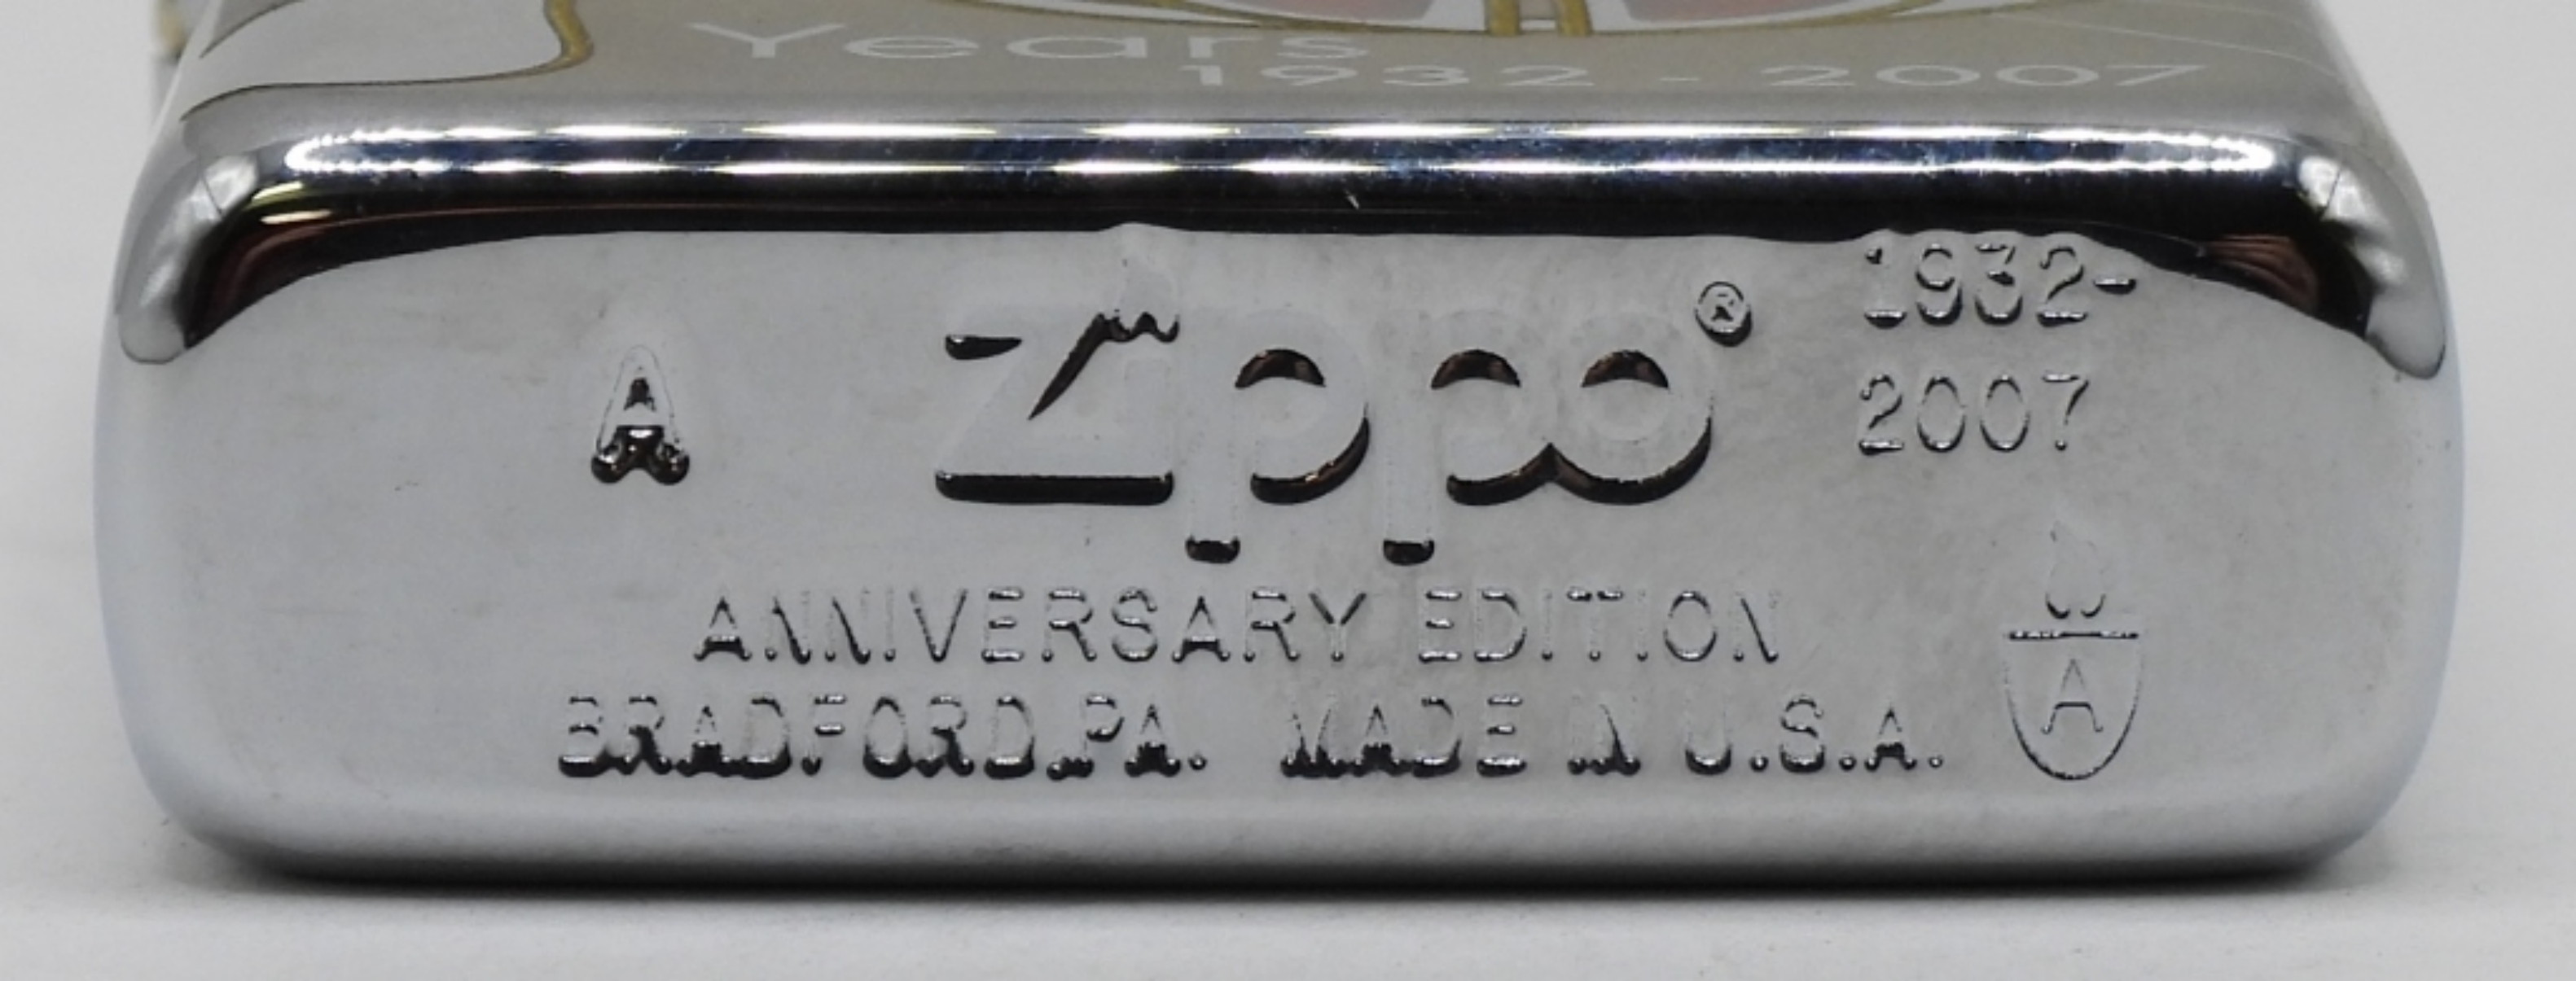 Years
1932 - 2007
A Zippo® 1932-
2007
ANNIVERSARY EDITION
BRADFORD,PA. MADE IN U.S.A.
A